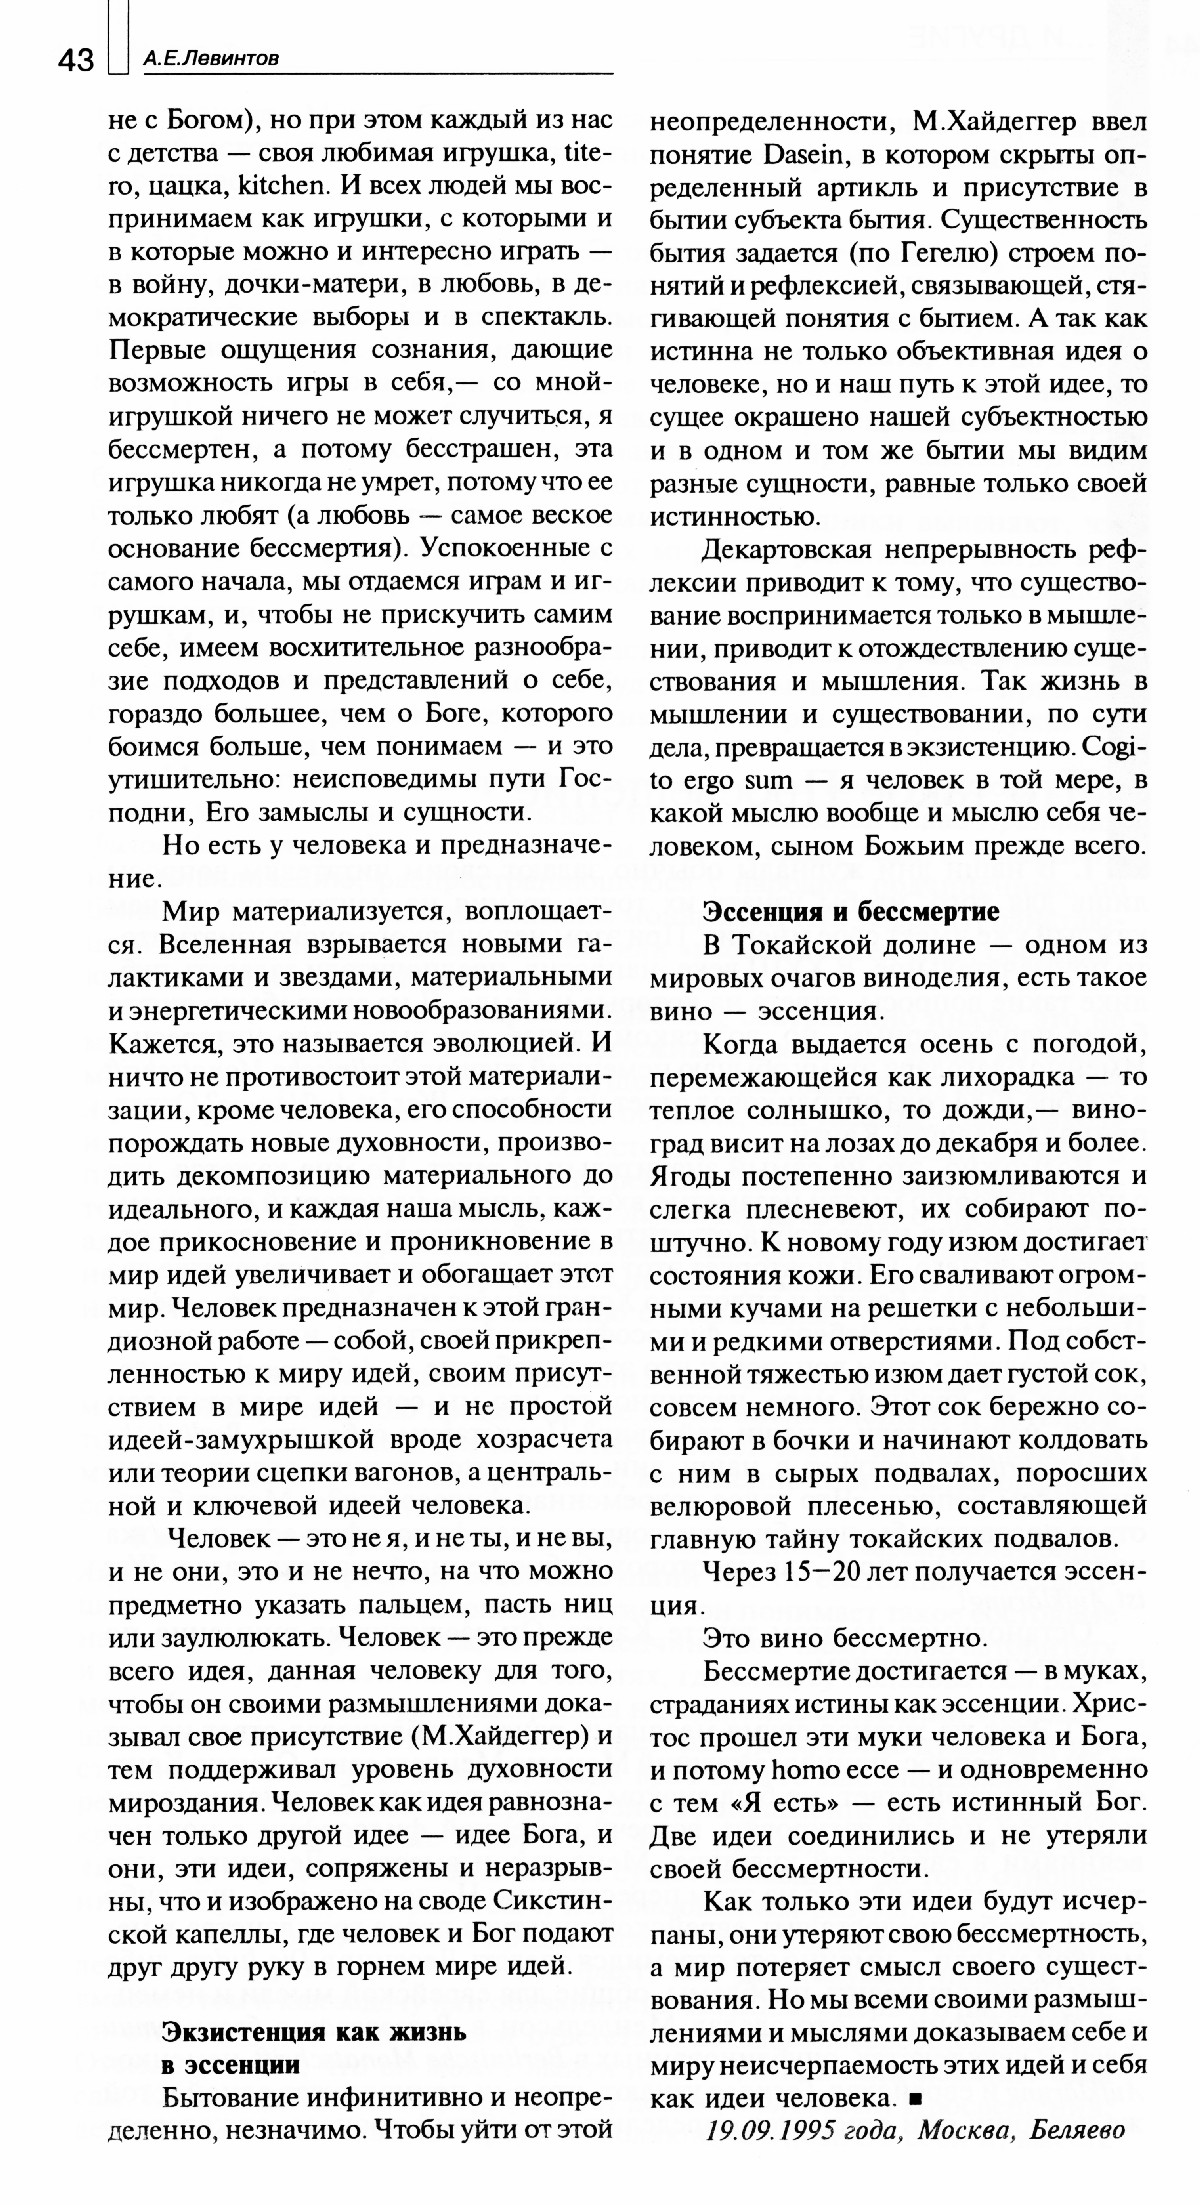 43
А.Е.Левинтов
не с Богом), но при этом каждый из нас
с детства — своя любимая игрушка, tite-
ro, цацка, kitchen. И всех людей мы вос-
принимаем как игрушки, с которыми и
в которые можно и интересно играть —
в войну, дочки-матери, в любовь, в де-
мократические выборы и в спектакль.
Первые ощущения сознания, дающие
возможность игры в себя,— со мной-
игрушкой ничего не может случиться, я
бессмертен, а потому бесстрашен, эта
игрушка никогда не умрет, потому что ее
только любят (а любовь — самое веское
основание бессмертия). Успокоенные с
самого начала, мы отдаемся играм и иг-
рушкам, и, чтобы не прискучить самим
себе, имеем восхитительное разнообра-
зие подходов и представлений о себе,
гораздо большее, чем о Боге, которого
боимся больше, чем понимаем — и это
утишительно: неисповедимы пути Гос-
подни, Его замыслы и сущности.
Но есть у человека и предназначе-
ние.
Мир материализуется, воплощает-
ся. Вселенная взрывается новыми га-
лактиками и звездами, материальными
и энергетическими новообразованиями.
Кажется, это называется эволюцией. И
ничто не противостоит этой материали-
зации, кроме человека, его способности
порождать новые духовности, произво-
дить декомпозицию материального до
идеального, и каждая наша мысль, каж-
дое прикосновение и проникновение в
мир идей увеличивает и обогащает этот
мир. Человек предназначен к этой гран-
диозной работе — собой, своей прикреп-
ленностью к миру идей, своим присут-
ствием в мире идей — и не простой
идеей-замухрышкой вроде хозрасчета
или теории сцепки вагонов, а централь-
ной и ключевой идеей человека.
Человек — это не я, и не ты, и не вы,
и не они, это и не нечто, на что можно
предметно указать пальцем, пасть ниц
или заулюлюкать. Человек — это прежде
всего идея, данная человеку для того,
чтобы он своими размышлениями дока-
зывал свое присутствие (М.Хайдеггер) и
тем поддерживал уровень духовности
мироздания. Человек как идея равнозна-
чен только другой идее — идее Бога, и
они, эти идеи, сопряжены и неразрыв-
ны, что и изображено на своде Сикстин-
ской капеллы, где человек и Бог подают
друг другу руку в горнем мире идей.
Экзистенция как жизнь
в эссенции
Бытование инфинитивно и неопре-
деленно, незначимо. Чтобы уйти от этой
неопределенности, М.Хайдеггер ввел
понятие Dasein, в котором скрыты оп-
ределенный артикль и присутствие в
бытии субъекта бытия. Существенность
бытия задается (по Гегелю) строем по-
нятий и рефлексией, связывающей, стя-
гивающей понятия с бытием. А так как
истинна не только объективная идея о
человеке, но и наш путь к этой идее, то
сущее окрашено нашей субъектностью
и в одном и том же бытии мы видим
разные сущности, равные только своей
истинностью.
Декартовская непрерывность реф-
лексии приводит к тому, что существо-
вание воспринимается только в мышле-
нии, приводит к отождествлению суще-
ствования и мышления. Так жизнь в
мышлении и существовании, по сути
дела, превращается в экзистенцию. Cogi-
to ergo sum — я человек в той мере, в
какой мыслю вообще и мыслю себя че-
ловеком, сыном Божьим прежде всего.
Эссенция и бессмертие
В Токайской долине — одном из
мировых очагов виноделия, есть такое
вино — эссенция.
Когда выдается осень с погодой,
перемежающейся как лихорадка — то
теплое солнышко, то дожди,— вино-
град висит на лозах до декабря и более.
Ягоды постепенно заизюмливаются и
слегка плесневеют, их собирают по-
штучно. К новому году изюм достигает
состояния кожи. Его сваливают огром-
ными кучами на решетки с небольши-
ми и редкими отверстиями. Под собст-
венной тяжестью изюм дает густой сок,
совсем немного. Этот сок бережно со-
бирают в бочки и начинают колдовать
с ним в сырых подвалах, поросших
велюровой плесенью, составляющей
главную тайну токайских подвалов.
Через 15—20 лет получается эссен-
ция.
Это вино бессмертно.
Бессмертие достигается — в муках,
страданиях истины как эссенции. Хрис-
тос прошел эти муки человека и Бога,
и потому homo ecce — и одновременно
с тем «Я есть» — есть истинный Бог.
Две идеи соединились и не утеряли
своей бессмертности.
Как только эти идеи будут исчер-
паны, они утеряют свою бессмертность,
а мир потеряет смысл своего сущест-
вования. Но мы всеми своими размыш-
лениями и мыслями доказываем себе и
миру неисчерпаемость этих идей и себя
как идеи человека. ■
19.09.1995 года, Москва, Беляево